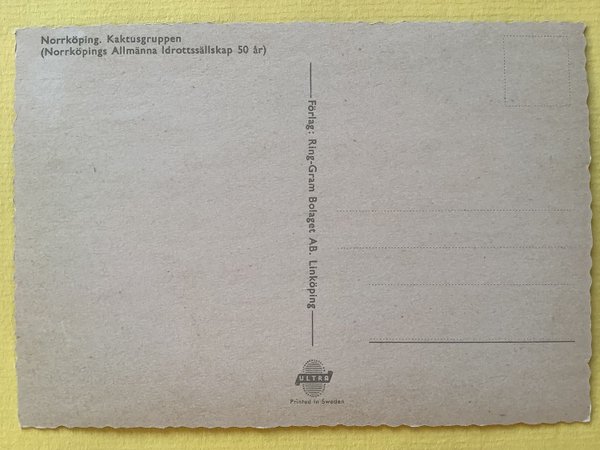 Norrköping. Kaktusgruppen
(Norrköpings Allmänna Idrottssällskap 50 år)
Förlag: Ring-Gram Bolaget AB. Linköping
ULTRA
Printed in Sweden